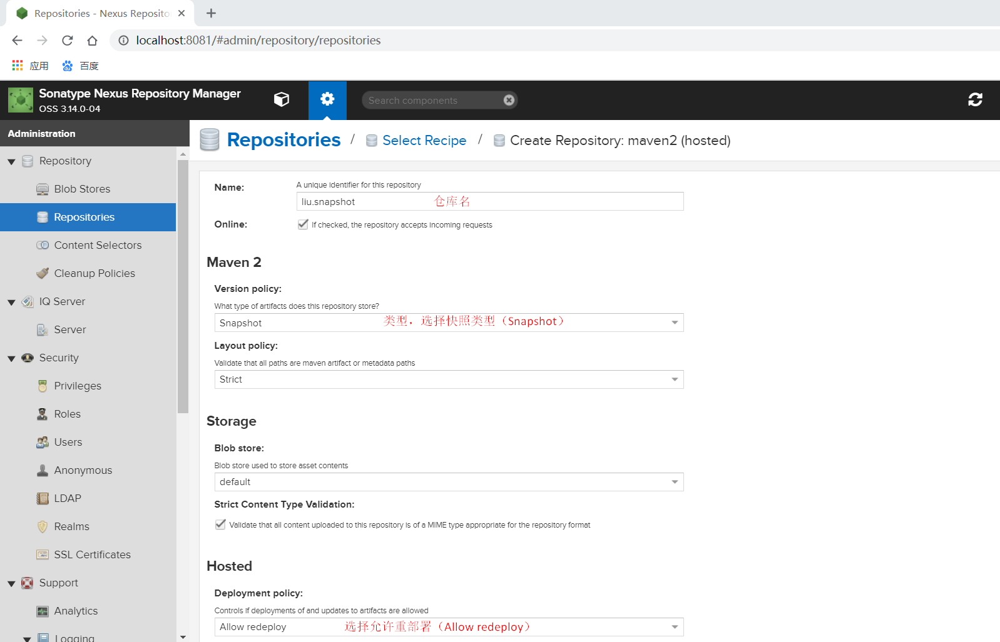 Repositories - Nexus Reposito
localhost:8081/#admin/repository/repositories
应用 百度
Sonatype Nexus Repository Manager
OSS 3.14.0-04
Search components
Administration
Repository
Blob Stores
Repositories
Content Selectors
Cleanup Policies
IQ Server
Server
Security
Privileges
Roles
Users
Anonymous
LDAP
Realms
SSL Certificates
Support
Analytics
Logging
Repositories / Select Recipe / Create Repository: maven2 (hosted)
Name:
A unique identifier for this repository
liu.snapshot 仓库名
Online:
If checked, the repository accepts incoming requests
Maven 2
Version policy:
What type of artifacts does this repository store?
Snapshot 类型，选择快照类型（Snapshot）
Layout policy:
Validate that all paths are maven artifact or metadata paths
Strict
Storage
Blob store:
Blob store used to store asset contents
default
Strict Content Type Validation:
Validate that all content uploaded to this repository is of a MIME type appropriate for the repository format
Hosted
Deployment policy:
Controls if deployments of and updates to artifacts are allowed
Allow redeploy 选择允许重部署（Allow redeploy）